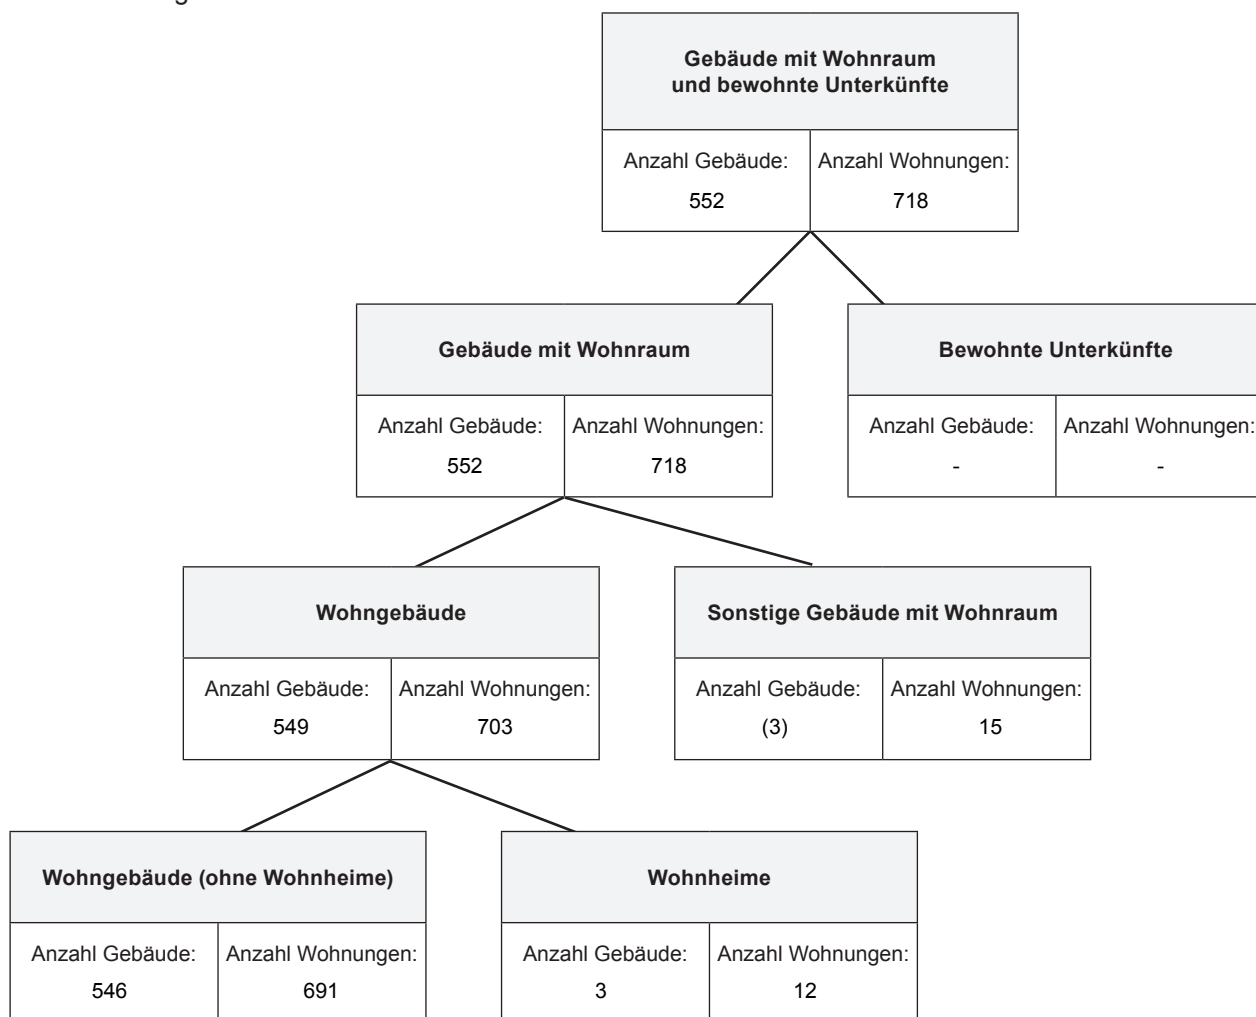 Gebäude mit Wohnraum
und bewohnte Unterkünfte
Anzahl Gebäude: Anzahl Wohnungen:
552 718
Gebäude mit Wohnraum
Anzahl Gebäude: Anzahl Wohnungen:
552 718
Bewohnte Unterkünfte
Anzahl Gebäude: Anzahl Wohnungen:
- -
Wohngebäude
Anzahl Gebäude: Anzahl Wohnungen:
549 703
Sonstige Gebäude mit Wohnraum
Anzahl Gebäude: Anzahl Wohnungen:
(3) 15
Wohngebäude (ohne Wohnheime)
Anzahl Gebäude: Anzahl Wohnungen:
546 691
Wohnheime
Anzahl Gebäude: Anzahl Wohnungen:
3 12